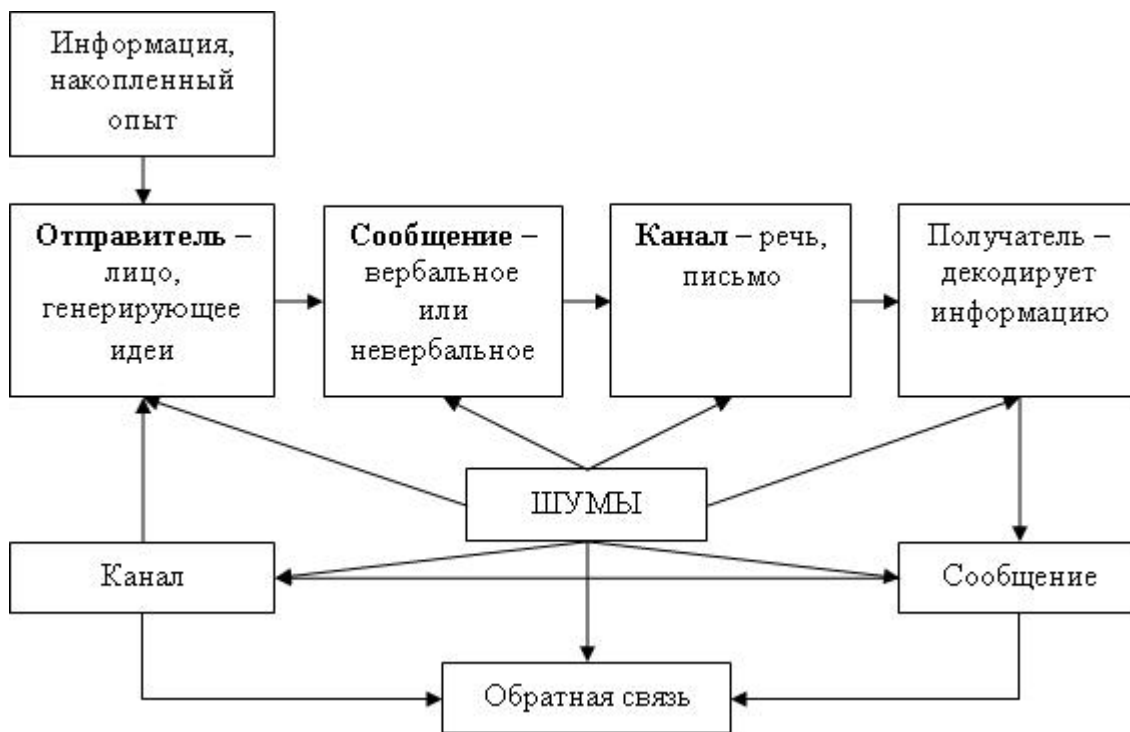 Информация,
накопленный
опыт
Отправитель –
лицо,
генерирующее
идеи
Сообщение –
вербальное
или
невербальное
Канал – речь,
письмо
Получатель –
декодирует
информацию
ШУМЫ
Канал
Сообщение
Обратная связь